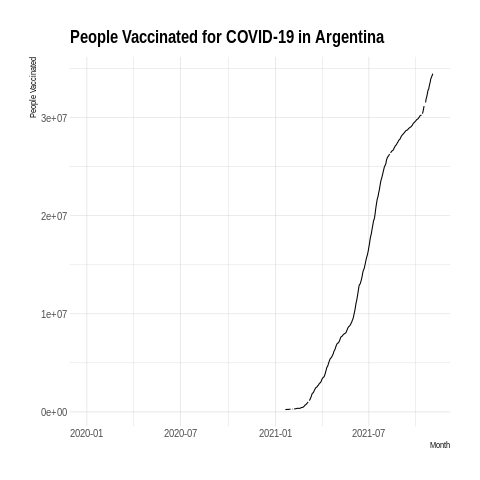 People Vaccinated for COVID-19 in Argentina
People Vaccinated
3e+07
2e+07
1e+07
0e+00
2020-01 2020-07 2021-01 2021-07
Month